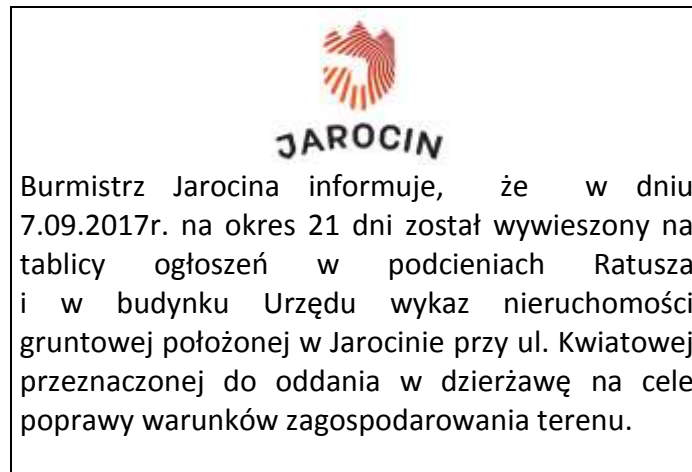 JAROCIN
Burmistrz Jarocina informuje, że w dniu
7.09.2017r. na okres 21 dni został wywieszony na
tablicy ogłoszeń w podcieniach Ratusza
i w budynku Urzędu wykaz nieruchomości
gruntowej położonej w Jarocinie przy ul. Kwiatowej
przeznaczonej do oddania w dzierżawę na cele
poprawy warunków zagospodarowania terenu.